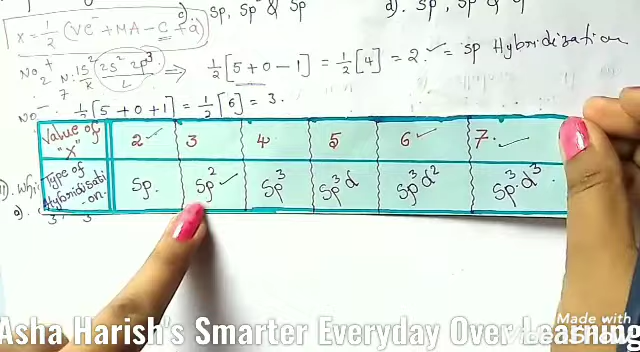 c) Sp, Sp² & Sp
d). Sp, Sp²
x = 1/2 (Ve⁻ + MA - C + a)
NO₂⁺ N: 1S² 2S² 2P³ ⇒ 1/2 [5+0-1] = 1/2 [4] = 2. ✓ = SP Hybridization
7 K L
1/2 [5+0+1] = 1/2 [6] = 3.
Value of "X" 2 ✓ 3 4 5 6 ✓ 7. ✓
Type of Hybridisation- Sp. Sp² ✓ Sp³ Sp³d Sp³d² Sp³.d³.
Asha Harish's Smarter Everyday Over Learning
Made with